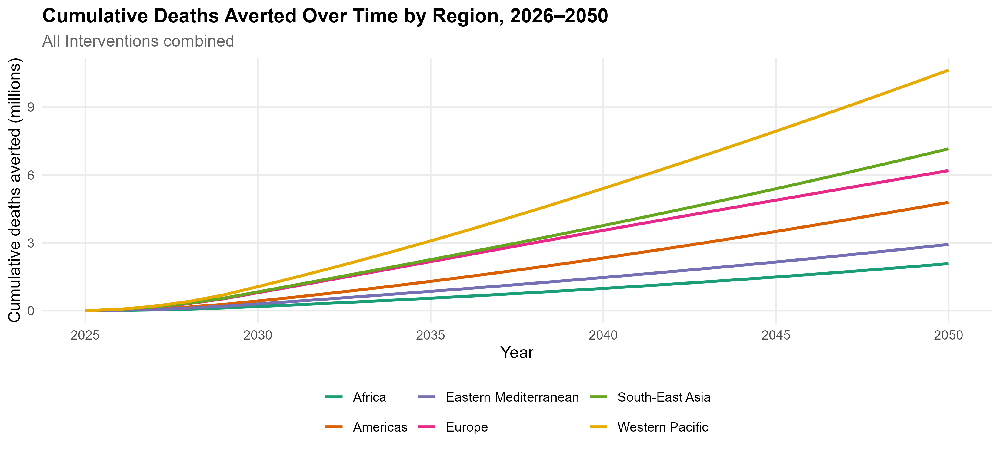 Cumulative Deaths Averted Over Time by Region, 2026–2050
All Interventions combined
Cumulative deaths averted (millions)
9
6
3
0
2025 2030 2035 2040 2045 2050
Year
Africa Eastern Mediterranean South-East Asia
Americas Europe Western Pacific